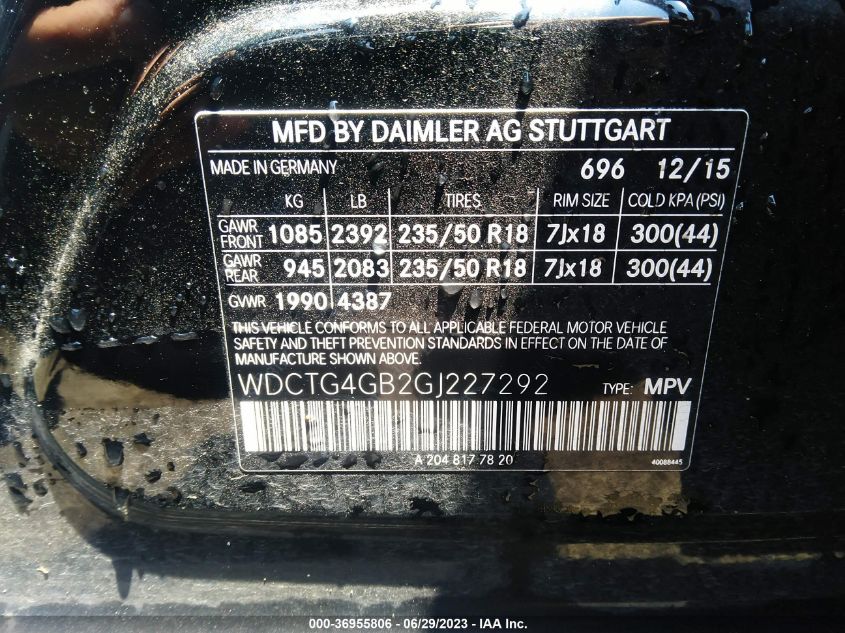 MFD BY DAIMLER AG STUTTGART
MADE IN GERMANY 696 12/15
KG LB TIRES RIM SIZE COLD KPA (PSI)
GAWR FRONT 1085 2392 235/50 R18 7Jx18 300(44)
GAWR REAR 945 2083 235/50 R18 7Jx18 300(44)
GVWR 1990 4387
THIS VEHICLE CONFORMS TO ALL APPLICABLE FEDERAL MOTOR VEHICLE
SAFETY AND THEFT PREVENTION STANDARDS IN EFFECT ON THE DATE OF
MANUFACTURE SHOWN ABOVE.
WDCTG4GB2GJ227292 TYPE: MPV
A 204 817 78 20 40088445
000-36955806 - 06/29/2023 - IAA Inc.